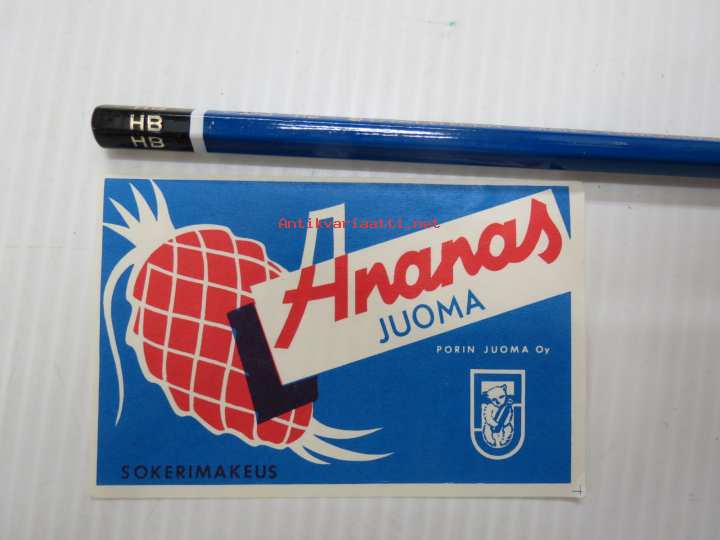 HB
HB
Antikvariaatti.net
Ananas
JUOMA
PORIN JUOMA Oy
SOKERIMAKEUS